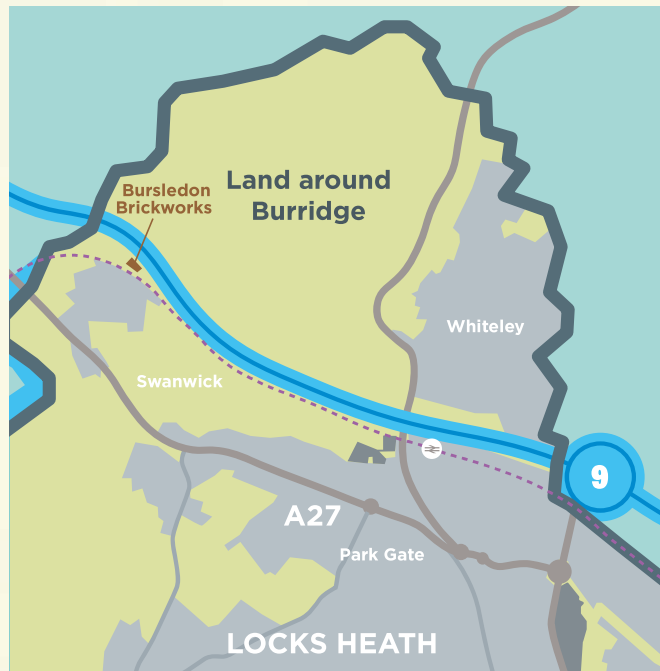 Land around
Burridge
Bursledon
Brickworks
Whiteley
Swanwick
9
A27
Park Gate
LOCKS HEATH